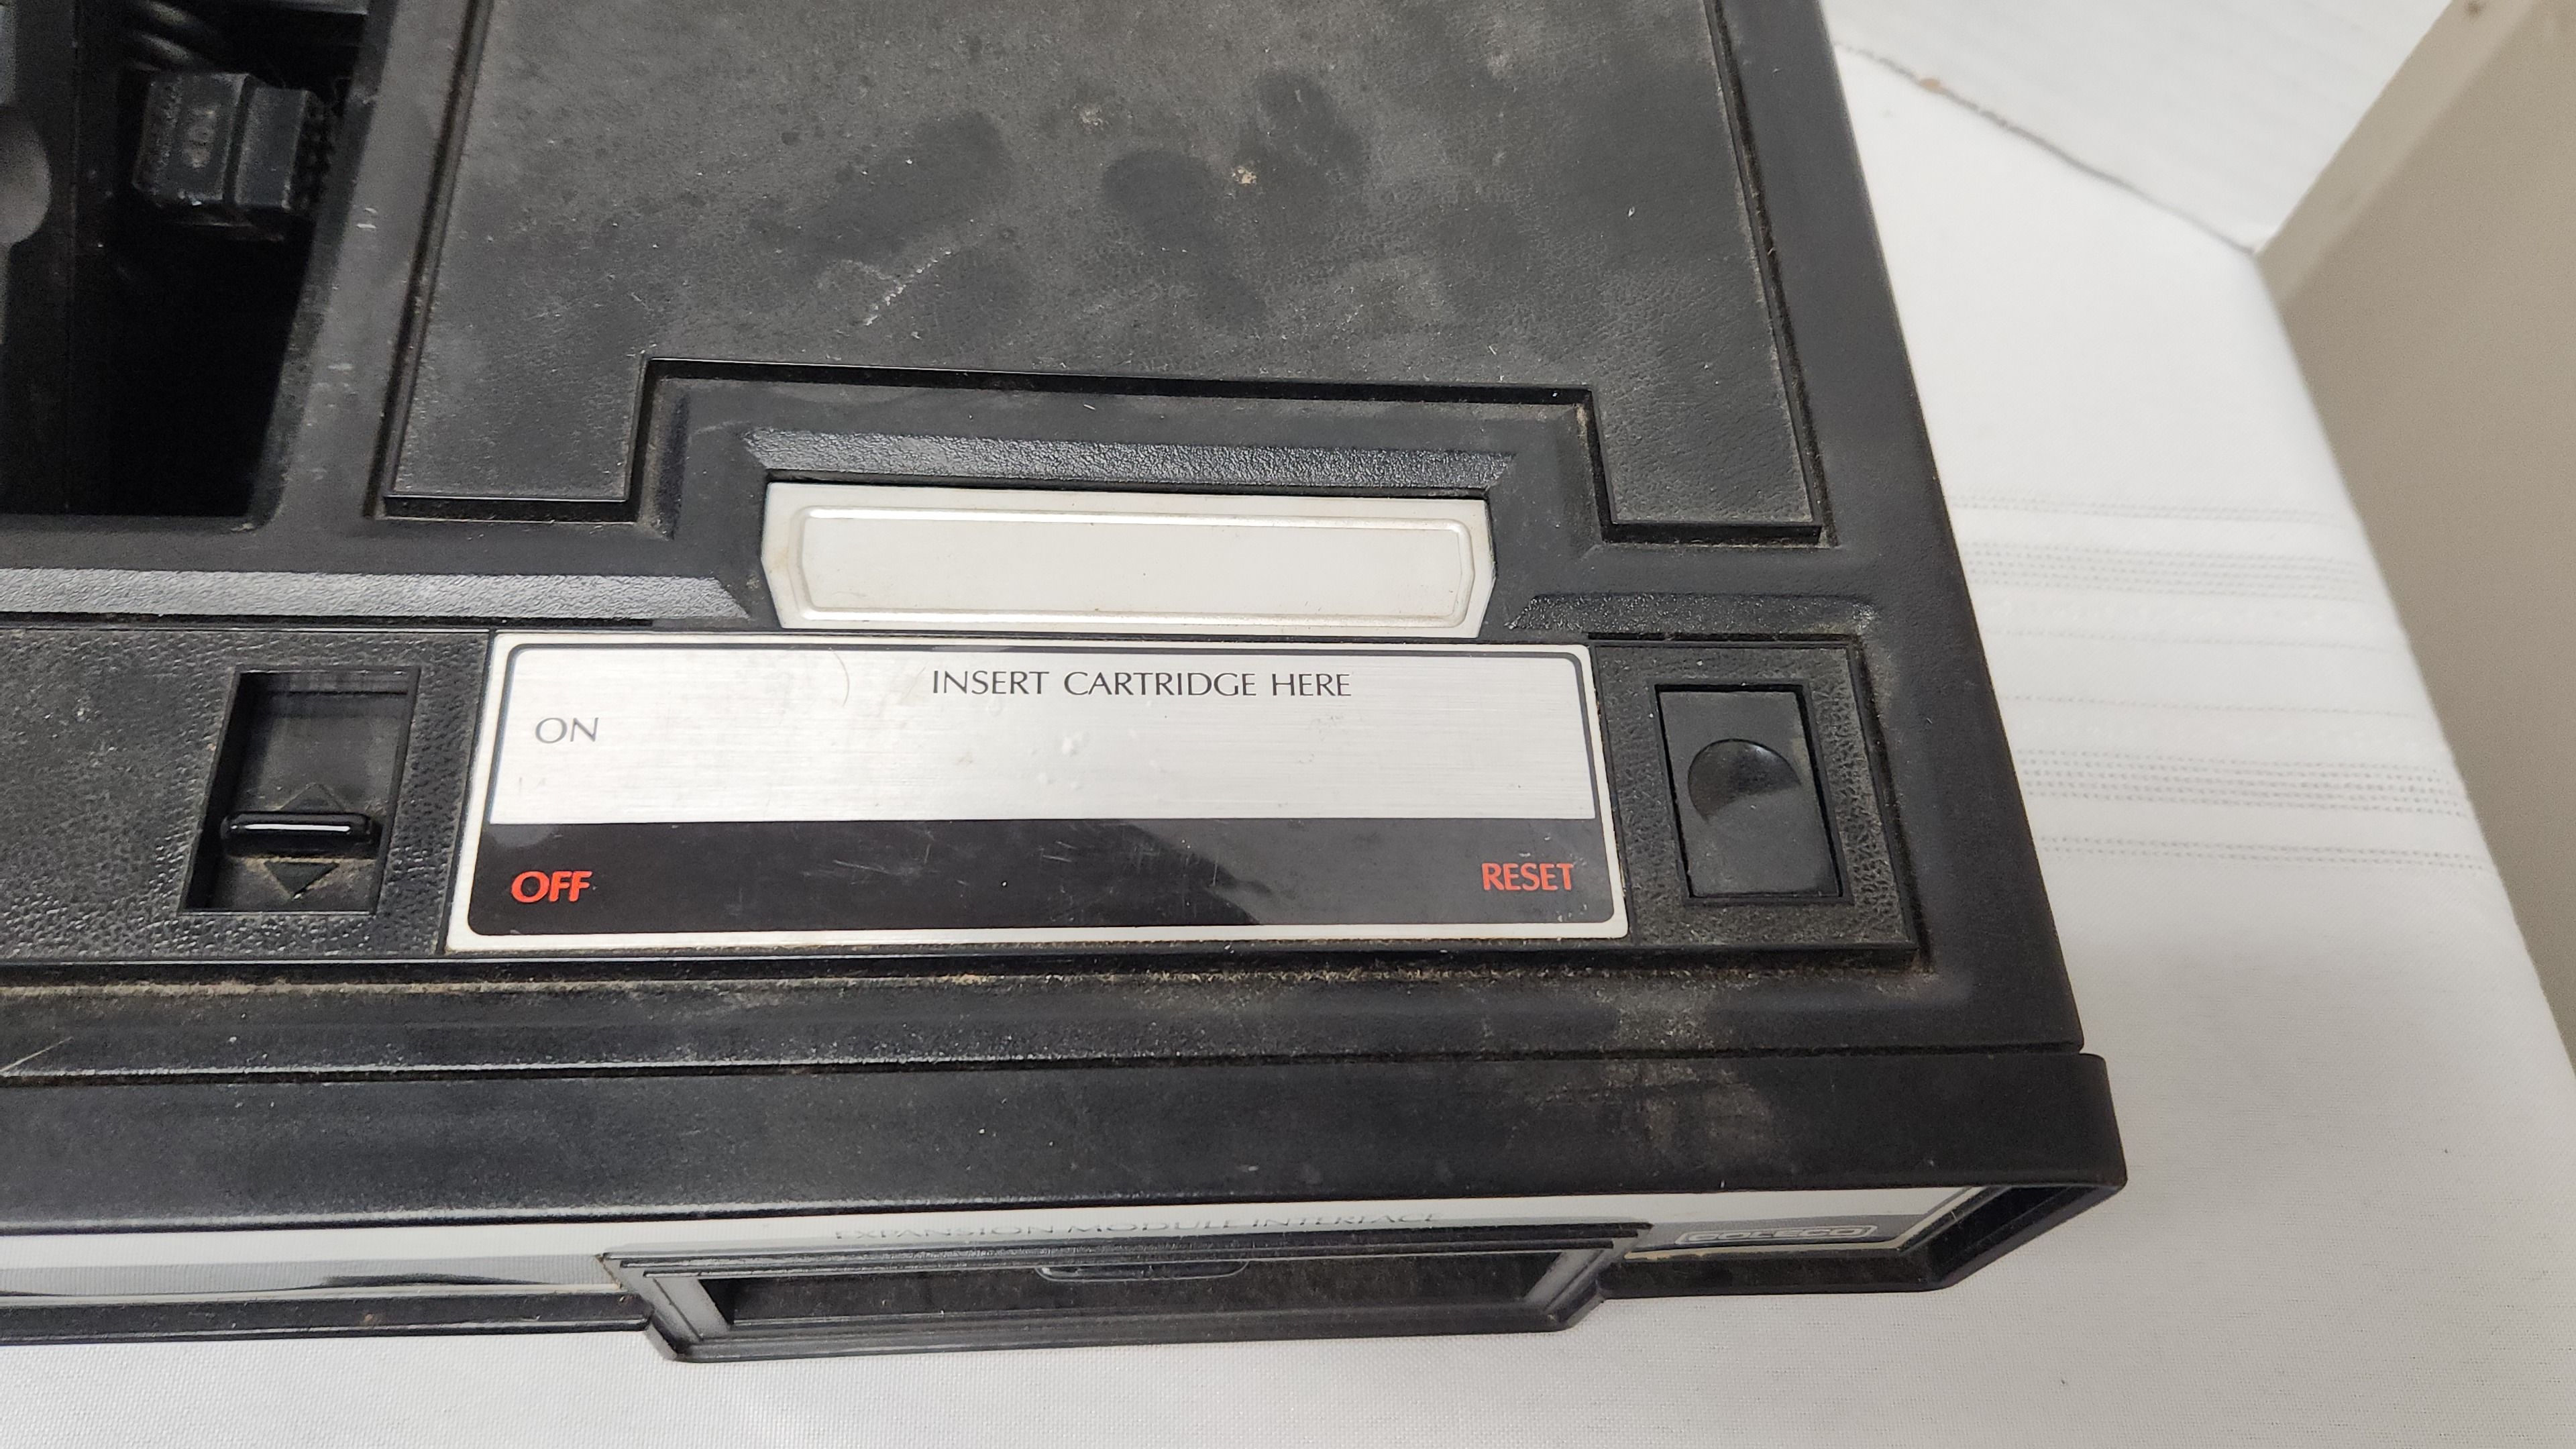 INSERT CARTRIDGE HERE
ON
OFF
RESET
EXPANSION MODULE INTERFACE
COLECO